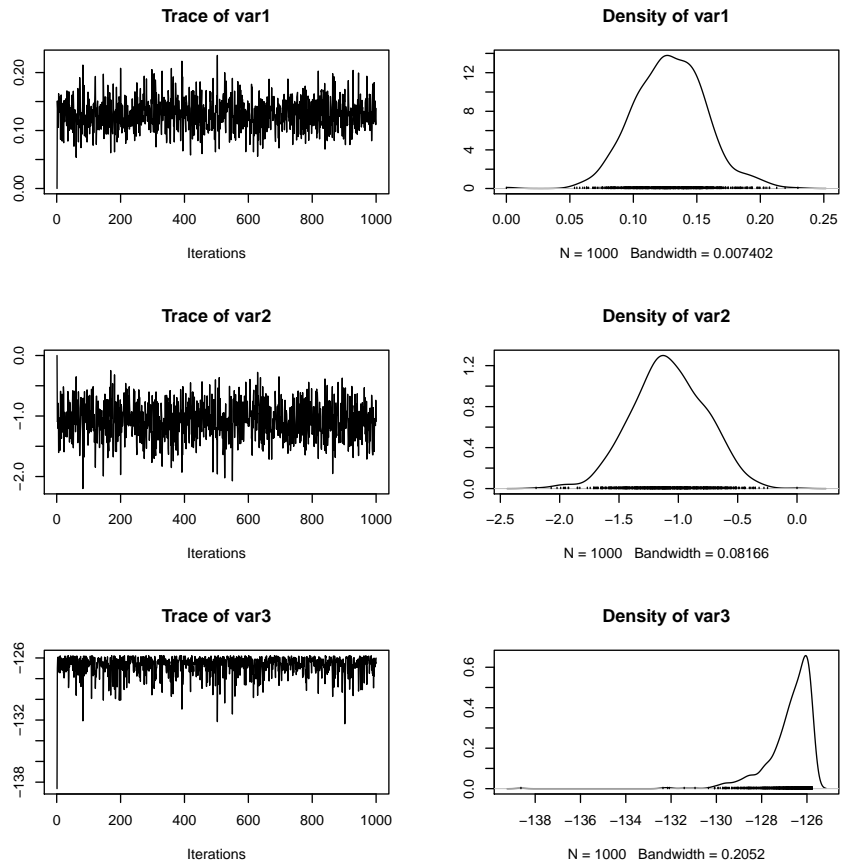 Trace of var1
0.00 0.10 0.20
0 200 400 600 800 1000
Iterations
Density of var1
0 4 8 12
0.00 0.05 0.10 0.15 0.20 0.25
N = 1000 Bandwidth = 0.007402
Trace of var2
−2.0 −1.0 0.0
0 200 400 600 800 1000
Iterations
Density of var2
0.0 0.4 0.8 1.2
−2.5 −2.0 −1.5 −1.0 −0.5 0.0
N = 1000 Bandwidth = 0.08166
Trace of var3
−138 −132 −126
0 200 400 600 800 1000
Iterations
Density of var3
0.0 0.2 0.4 0.6
−138 −136 −134 −132 −130 −128 −126
N = 1000 Bandwidth = 0.2052